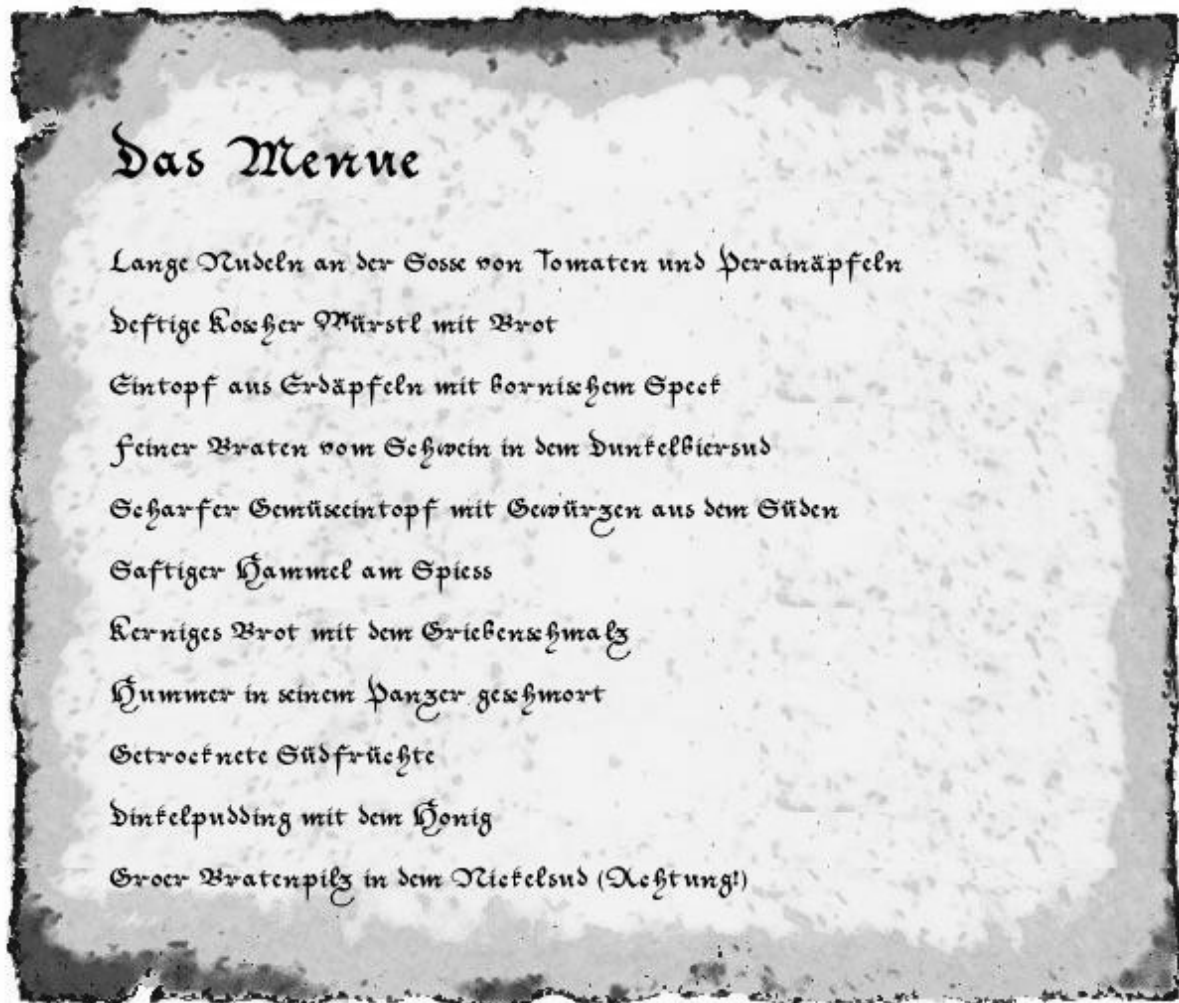 Das Menue
Lange Nudeln an der Sosse von Tomaten und Perainäpfeln
Deftige Koscher Würstl mit Brot
Eintopf aus Erdäpfeln mit bornischem Speck
Feiner Braten vom Schwein in dem Dunkelbiersud
Scharfer Gemüseeintopf mit Gewürzen aus dem Süden
Saftiger Hammel am Spiess
Kerniges Brot mit dem Griebenschmalz
Hummer in seinem Panzer geschmort
Getrocknete Südfrüchte
Dinkelpudding mit dem Honig
Groer Bratenpilz in dem Nickelsud (Achtung!)